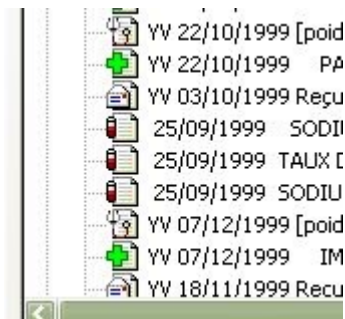 YV 22/10/1999 [poid
YV 22/10/1999 PA
YV 03/10/1999 Reçu
25/09/1999 SODIU
25/09/1999 TAUX D
25/09/1999 SODIU
YV 07/12/1999 [poid
YV 07/12/1999 IM
YV 18/11/1999 Recu